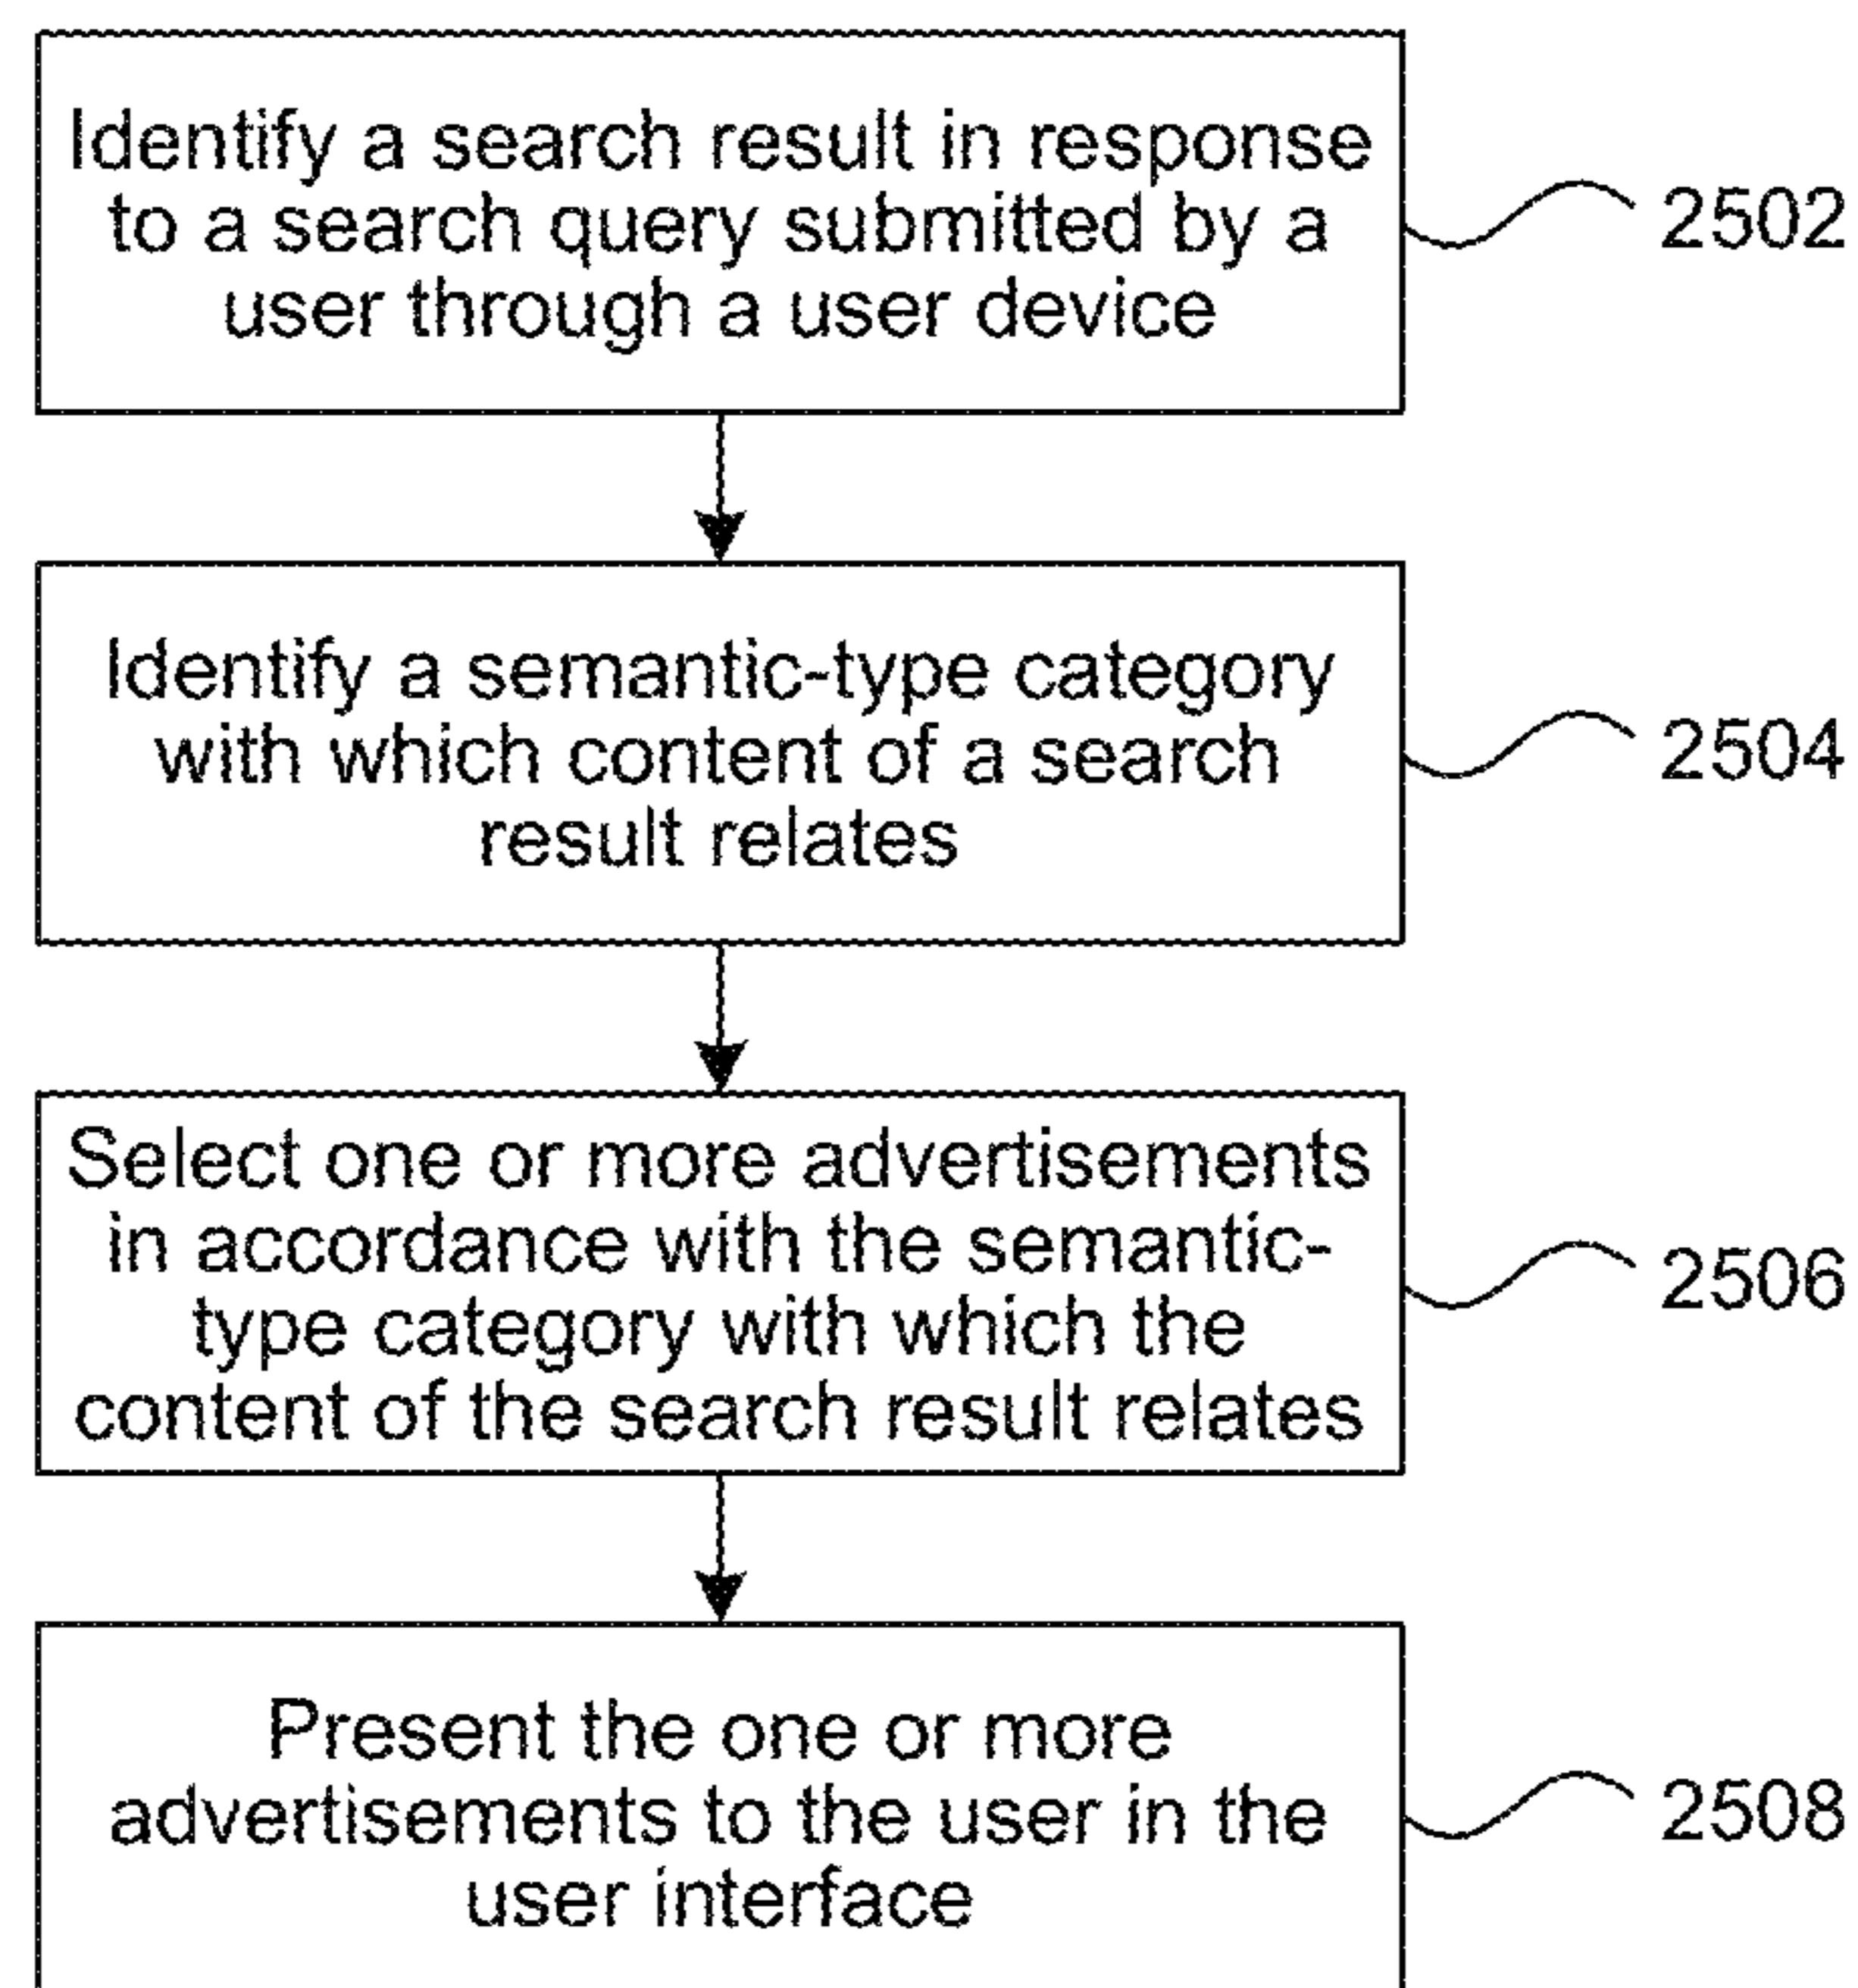 Identify a search result in response
to a search query submitted by a
user through a user device
2502
Identify a semantic-type category
with which content of a search
result relates
2504
Select one or more advertisements
in accordance with the semantic-
type category with which the
content of the search result relates
2506
Present the one or more
advertisements to the user in the
user interface
2508